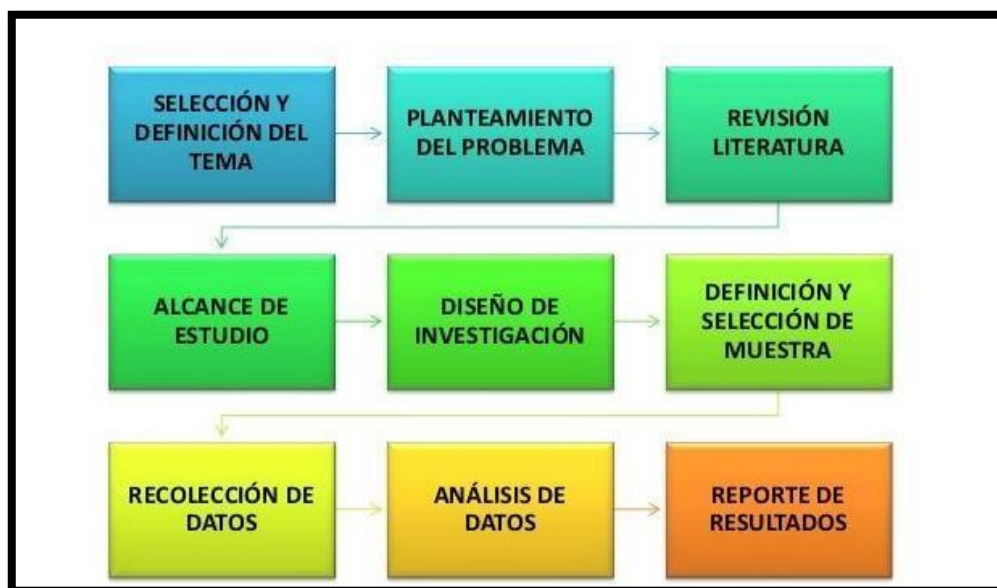 SELECCIÓN Y
DEFINICIÓN DEL
TEMA
PLANTEAMIENTO
DEL PROBLEMA
REVISIÓN
LITERATURA
ALCANCE DE
ESTUDIO
DISEÑO DE
INVESTIGACIÓN
DEFINICIÓN Y
SELECCIÓN DE
MUESTRA
RECOLECCIÓN DE
DATOS
ANÁLISIS DE
DATOS
REPORTE DE
RESULTADOS